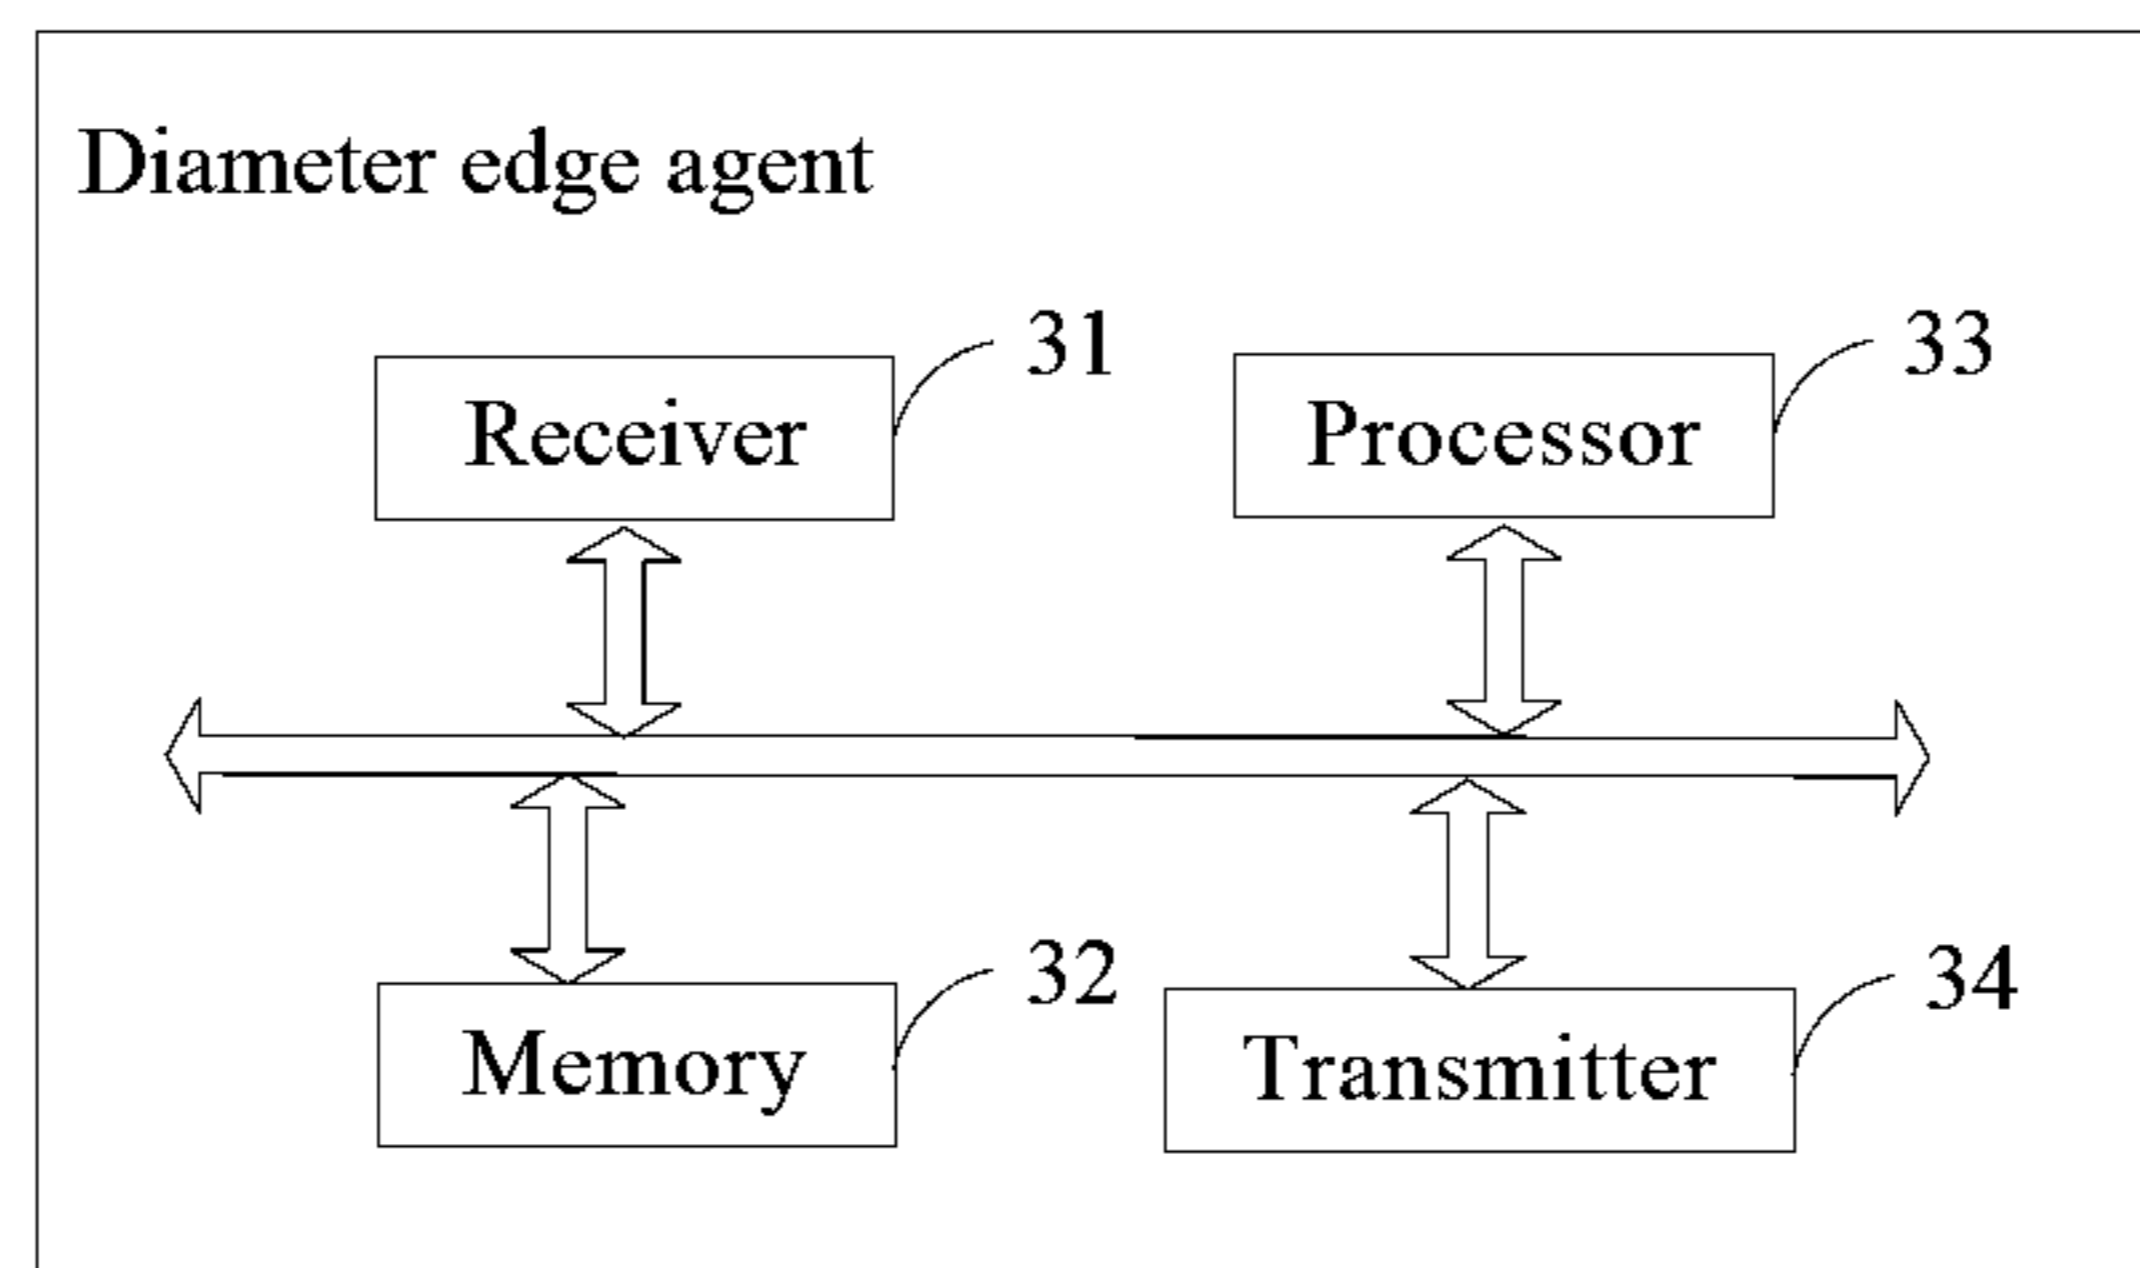 Diameter edge agent
31
33
Receiver
Processor
32
34
Memory
Transmitter